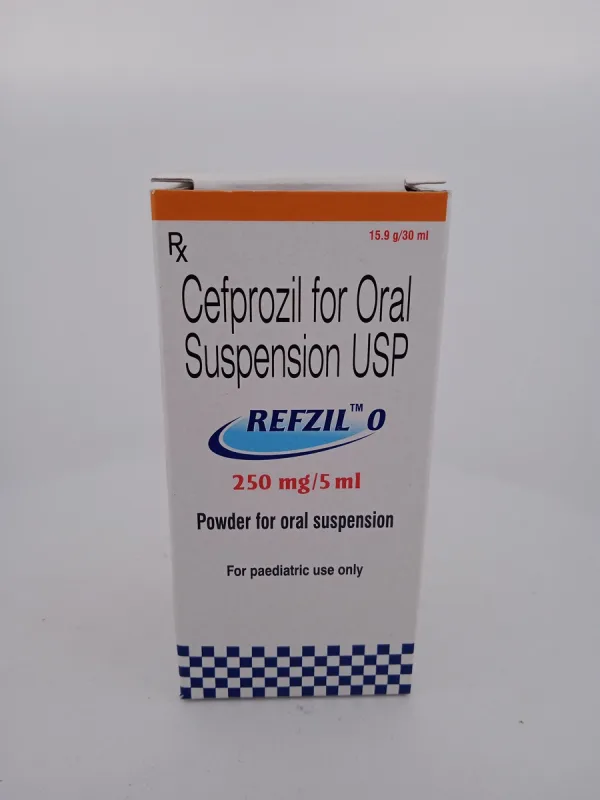 15.9 g/30 ml
Rx
Cefprozil for Oral
Suspension USP
REFZIL™ O
250 mg/5 ml
Powder for oral suspension
For paediatric use only